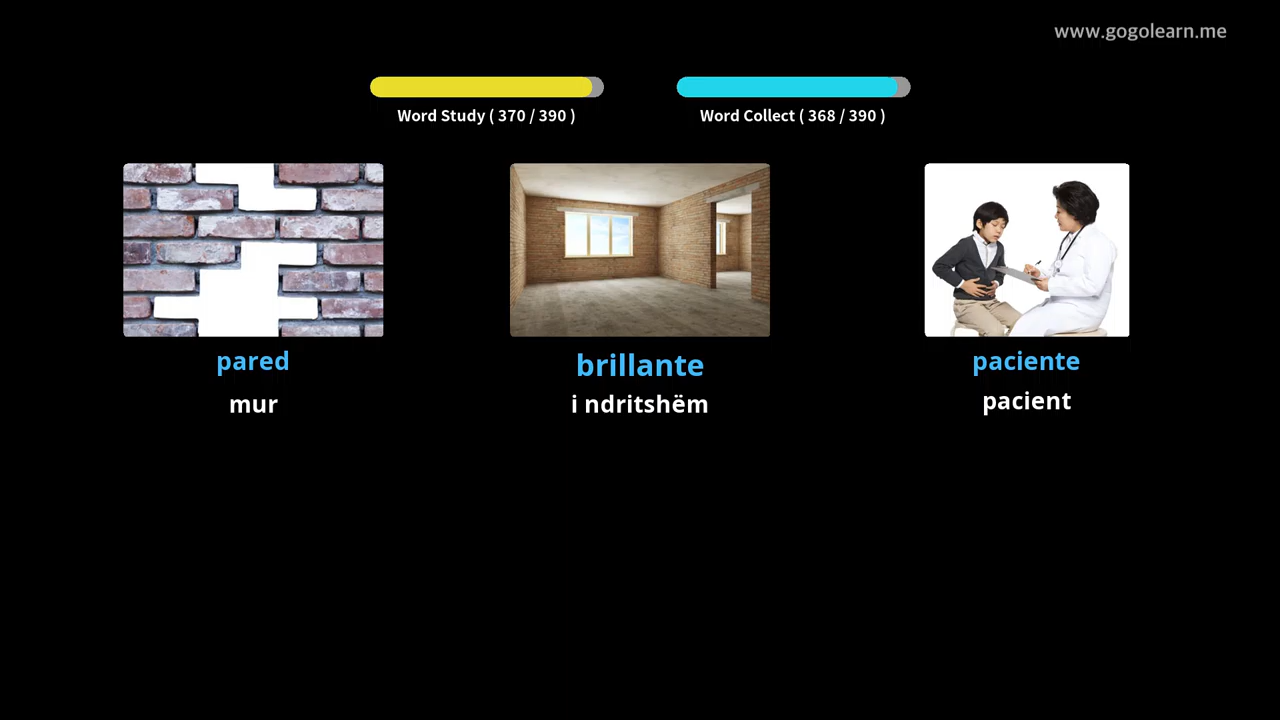 www.gogolearn.me
Word Study ( 370 / 390 )
Word Collect ( 368 / 390 )
pared
brillante
paciente
mur
i ndritshëm
pacient